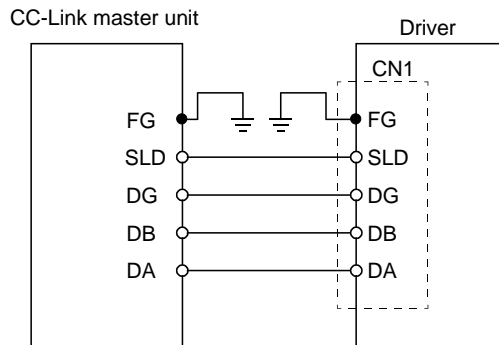 CC-Link master unit
Driver
CN1
FG FG
SLD SLD
DG DG
DB DB
DA DA